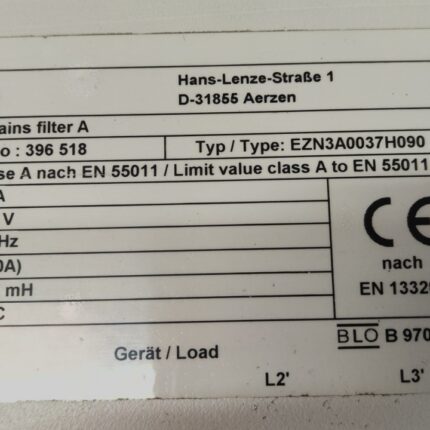 Hans-Lenze-Straße 1
D-31855 Aerzen
ains filter A
o : 396 518 Typ / Type: EZN3A0037H090
se A nach EN 55011 / Limit value class A to EN 55011
A
V
Hz
0A)
mH
C
CE
nach
EN 1332
BLO B 970
Gerät / Load
L2'
L3'